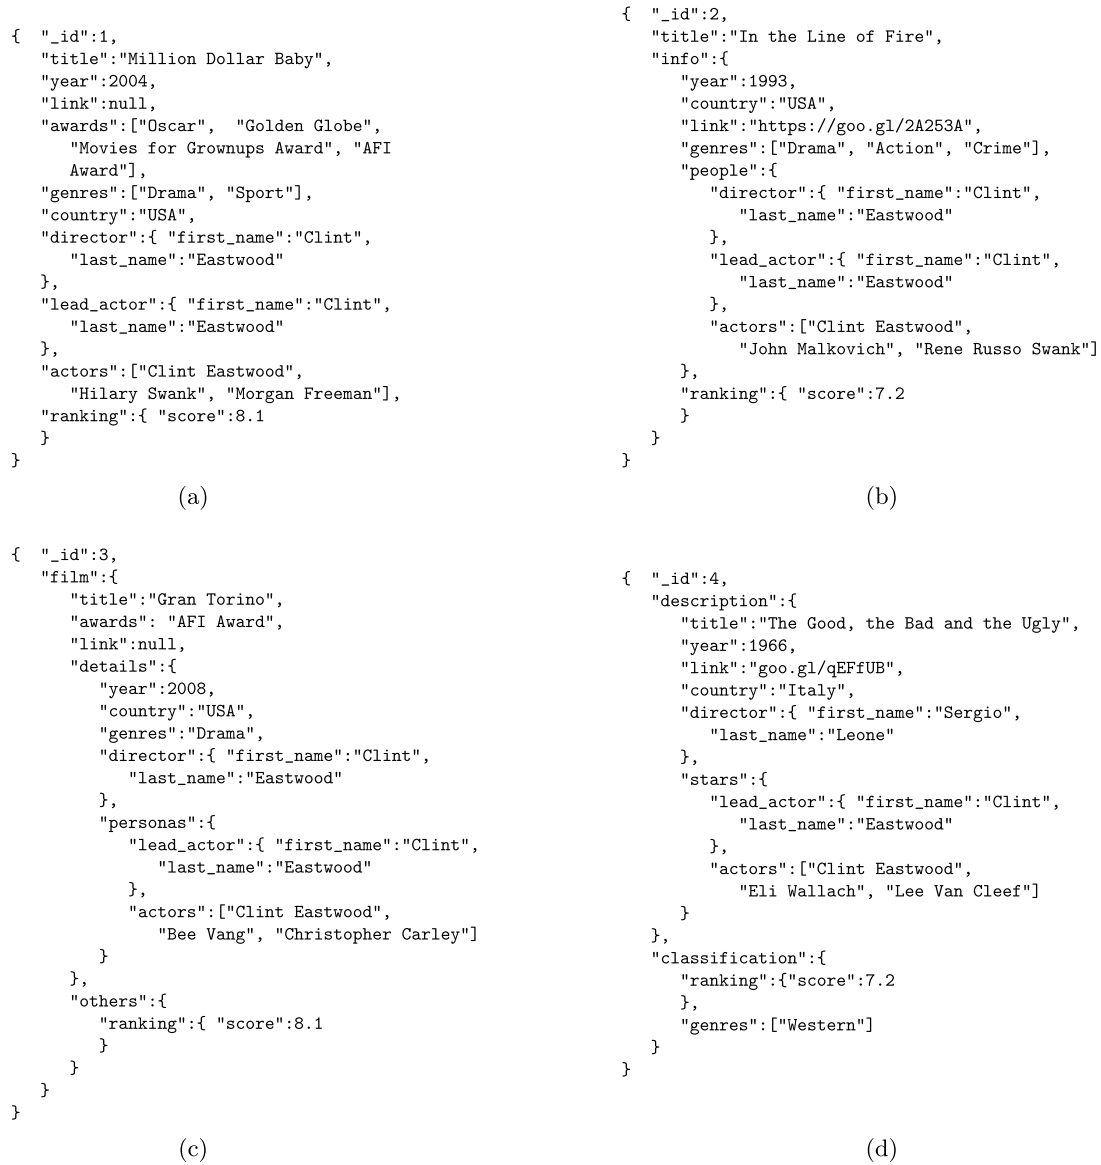 {  "_id":1,
"title":"Million Dollar Baby",
"year":2004,
"link":null,
"awards":["Oscar",  "Golden Globe",
"Movies for Grownups Award", "AFI
Award"],
"genres":["Drama", "Sport"],
"country":"USA",
"director":{ "first_name":"Clint",
"last_name":"Eastwood"
},
"lead_actor":{ "first_name":"Clint",
"last_name":"Eastwood"
},
"actors":["Clint Eastwood",
"Hilary Swank", "Morgan Freeman"],
"ranking":{ "score":8.1
}
}
(a)
{  "_id":2,
"title":"In the Line of Fire",
"info":{
"year":1993,
"country":"USA",
"link":"https://goo.gl/2A253A",
"genres":["Drama", "Action", "Crime"],
"people":{
"director":{ "first_name":"Clint",
"last_name":"Eastwood"
},
"lead_actor":{ "first_name":"Clint",
"last_name":"Eastwood"
},
"actors":["Clint Eastwood",
"John Malkovich", "Rene Russo Swank"]
},
"ranking":{ "score":7.2
}
}
}
(b)
{  "_id":3,
"film":{
"title":"Gran Torino",
"awards": "AFI Award",
"link":null,
"details":{
"year":2008,
"country":"USA",
"genres":"Drama",
"director":{ "first_name":"Clint",
"last_name":"Eastwood"
},
"personas":{
"lead_actor":{ "first_name":"Clint",
"last_name":"Eastwood"
},
"actors":["Clint Eastwood",
"Bee Vang", "Christopher Carley"]
}
},
"others":{
"ranking":{ "score":8.1
}
}
}
}
(c)
{  "_id":4,
"description":{
"title":"The Good, the Bad and the Ugly",
"year":1966,
"link":"goo.gl/qEFfUB",
"country":"Italy",
"director":{ "first_name":"Sergio",
"last_name":"Leone"
},
"stars":{
"lead_actor":{ "first_name":"Clint",
"last_name":"Eastwood"
},
"actors":["Clint Eastwood",
"Eli Wallach", "Lee Van Cleef"]
}
},
"classification":{
"ranking":{"score":7.2
},
"genres":["Western"]
}
}
(d)